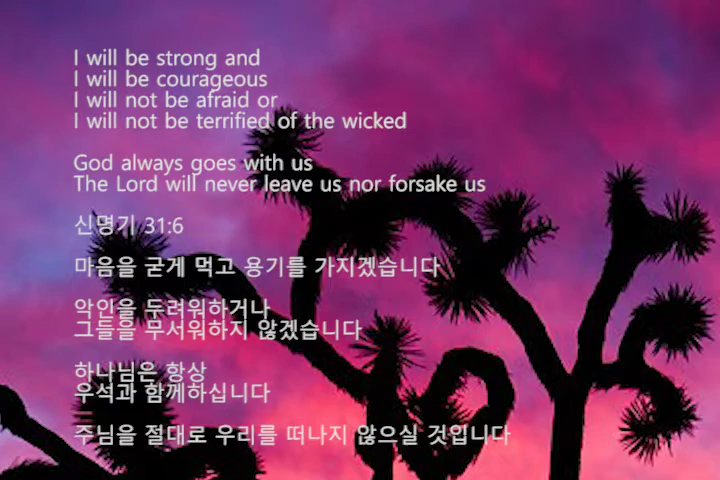 I will be strong and
I will be courageous
I will not be afraid or
I will not be terrified of the wicked
God always goes with us
The Lord will never leave us nor forsake us
신명기 31:6
마음을 굳게 먹고 용기를 가지겠습니다
악인을 두려워하거나
그들을 무서워하지 않겠습니다
하나님은 항상
우석과 함께하십니다
주님을 절대로 우리를 떠나지 않으실 것입니다